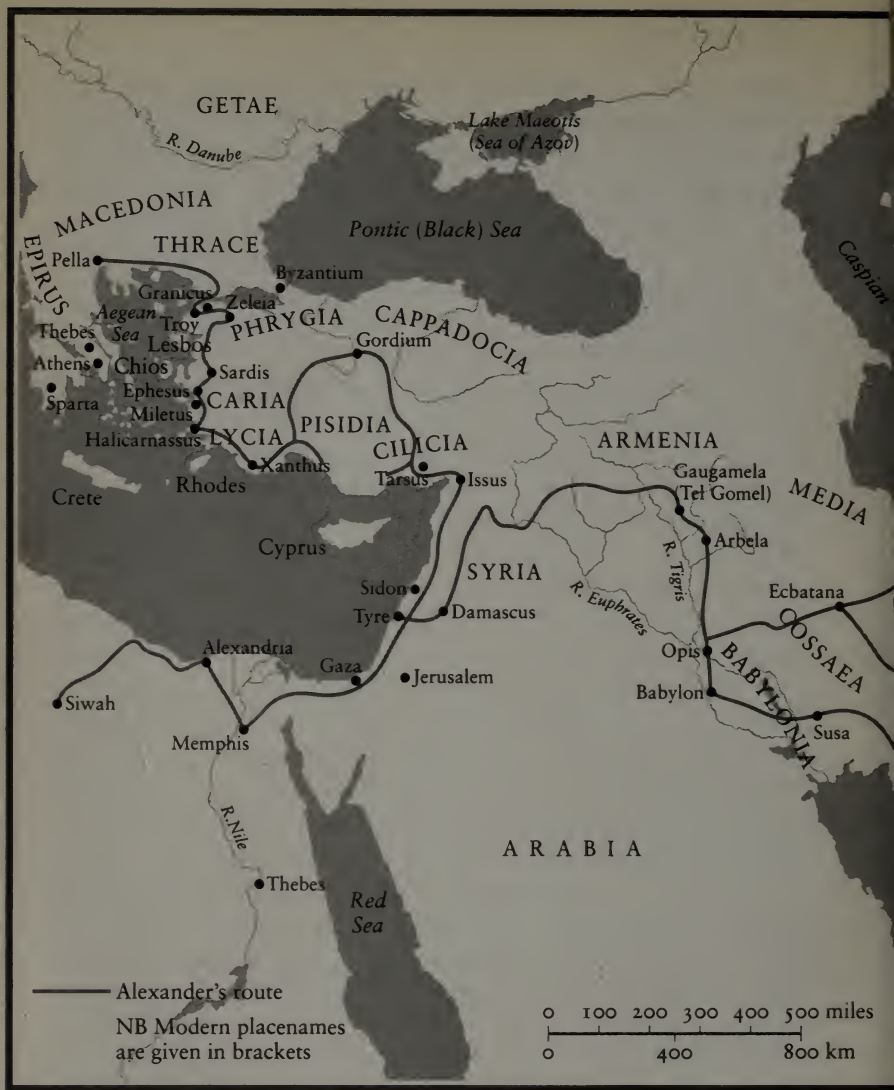 GETAE
R. Danube
Lake Maeotis
(Sea of Azov)
MACEDONIA
EPIRUS
THRACE
Pontic (Black) Sea
Caspian
Pella
Byzantium
Granicus
Zeleia
Aegean
Sea
Troy
PHRYGIA
CAPPADOCIA
Thebes
Lesbos
Gordium
Athens
Chios
Sardis
Sparta
Ephesus
CARIA
Miletus
PISIDIA
Halicarnassus
LYCIA
CILICIA
ARMENIA
Xanthus
Tarsus
Issus
Gaugamela
(Tel Gomel)
MEDIA
Crete
Rhodes
Arbela
Cyprus
SYRIA
R. Tigris
Sidon
R. Euphrates
Ecbatana
Tyre
Damascus
COSSAEA
Alexandria
Opis
BABYLONIA
Gaza
Jerusalem
Siwah
Babylon
Susa
Memphis
R. Nile
ARABIA
Thebes
Red
Sea
Alexander's route
NB Modern placenames
are given in brackets
0 100 200 300 400 500 miles
0 400 800 km